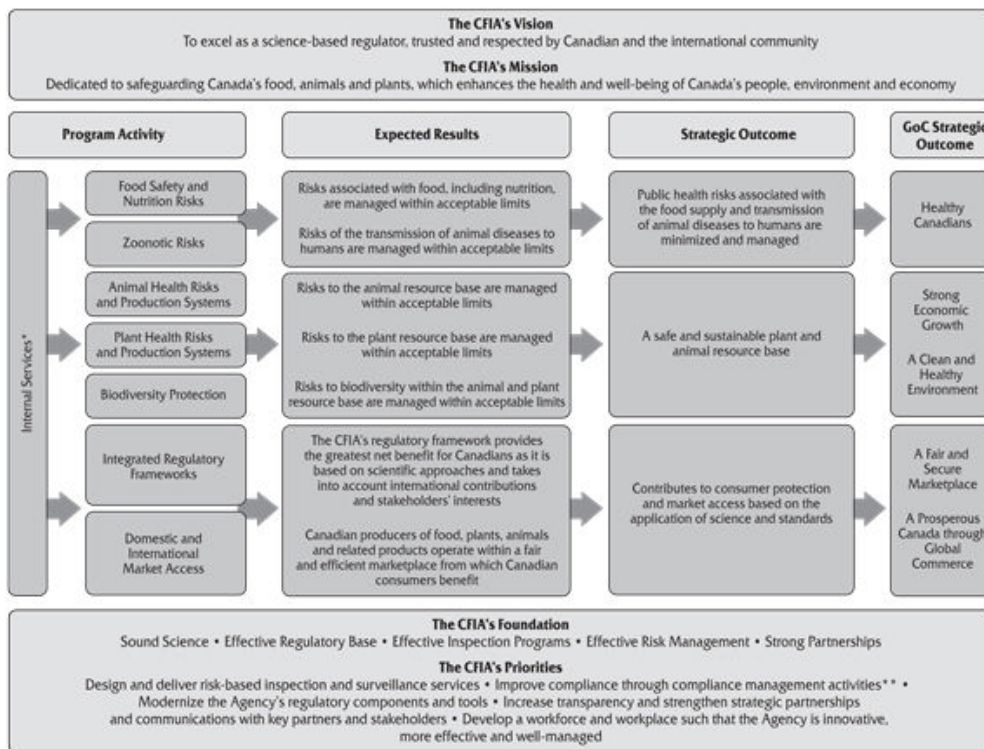 The CFIA's Vision
To excel as a science-based regulator, trusted and respected by Canadian and the international community
The CFIA's Mission
Dedicated to safeguarding Canada's food, animals and plants, which enhances the health and well-being of Canada's people, environment and economy
Program Activity
Expected Results
Strategic Outcome
GoC Strategic
Outcome
Internal Services*
Food Safety and
Nutrition Risks
Zoonotic Risks
Risks associated with food, including nutrition,
are managed within acceptable limits
Risks of the transmission of animal diseases to
humans are managed within acceptable limits
Public health risks associated with
the food supply and transmission
of animal diseases to humans are
minimized and managed
Healthy
Canadians
Animal Health Risks
and Production Systems
Plant Health Risks
and Production Systems
Biodiversity Protection
Risks to the animal resource base are managed
within acceptable limits
Risks to the plant resource base are managed
within acceptable limits
Risks to biodiversity within the animal and plant
resource base are managed within acceptable limits
A safe and sustainable plant and
animal resource base
Strong
Economic
Growth
A Clean and
Healthy
Environment
Integrated Regulatory
Frameworks
Domestic and
International
Market Access
The CFIA's regulatory framework provides
the greatest net benefit for Canadians as it is
based on scientific approaches and takes
into account international contributions
and stakeholders' interests
Canadian producers of food, plants, animals
and related products operate within a fair
and efficient marketplace from which Canadian
consumers benefit
Contributes to consumer protection
and market access based on the
application of science and standards
A Fair and
Secure
Marketplace
A Prosperous
Canada through
Global
Commerce
The CFIA's Foundation
Sound Science • Effective Regulatory Base • Effective Inspection Programs • Effective Risk Management • Strong Partnerships
The CFIA's Priorities
Design and deliver risk-based inspection and surveillance services • Improve compliance through compliance management activities** •
Modernize the Agency's regulatory components and tools • Increase transparency and strengthen strategic partnerships
and communications with key partners and stakeholders • Develop a workforce and workplace such that the Agency is innovative,
more effective and well-managed